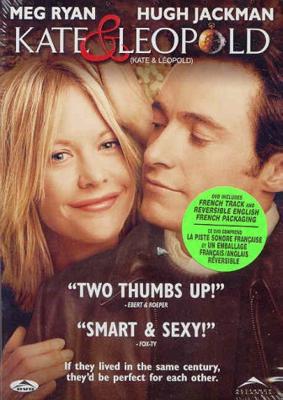 MEG RYAN HUGH JACKMAN
KATE & LEOPOLD
(KATE & LÉOPOLD)
DVD INCLUDES
FRENCH TRACK AND
REVERSIBLE ENGLISH
FRENCH PACKAGING
CE DVD COMPREND
LA PISTE SONORE FRANÇAISE
ET UN EMBALLAGE
FRANÇAIS/ANGLAIS
RÉVERSIBLE
"TWO THUMBS UP!"
- EBERT & ROEPER
"SMART & SEXY!"
- FOX-TV
If they lived in the same century,
they'd be perfect for each other.
DVD
ALLIANCE